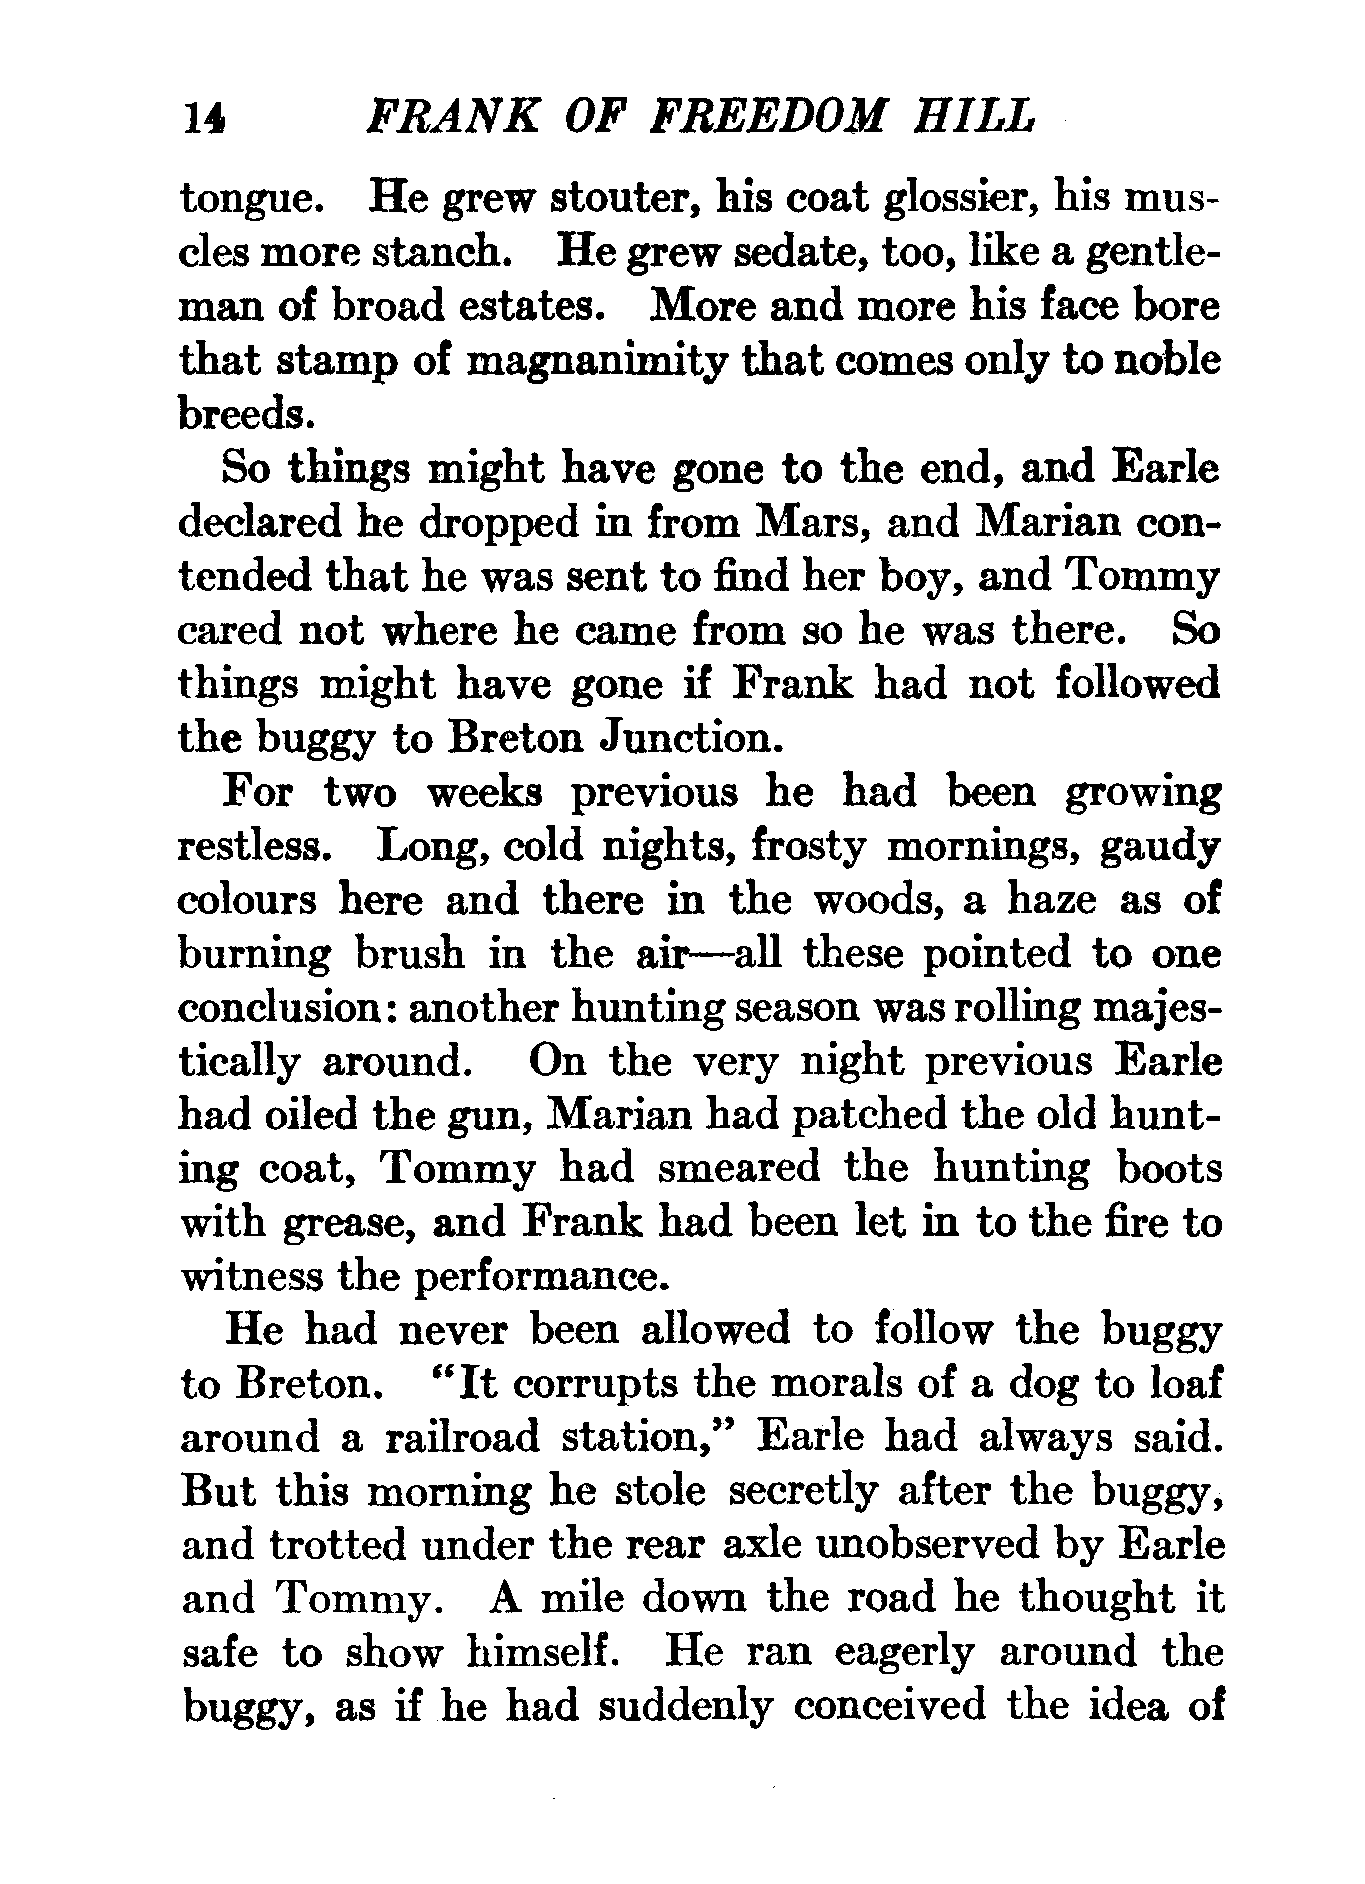 14 FRANK OF FREEDOM HILL
tongue. He grew stouter, his coat glossier, his mus-
cles more stanch. He grew sedate, too, like a gentle-
man of broad estates. More and more his face bore
that stamp of magnanimity that comes only to noble
breeds.
So things might have gone to the end, and Earle
declared he dropped in from Mars, and Marian con-
tended that he was sent to find her boy, and Tommy
cared not where he came from so he was there. So
things might have gone if Frank had not followed
the buggy to Breton Junction.
For two weeks previous he had been growing
restless. Long, cold nights, frosty mornings, gaudy
colours here and there in the woods, a haze as of
burning brush in the air—all these pointed to one
conclusion: another hunting season was rolling majes-
tically around. On the very night previous Earle
had oiled the gun, Marian had patched the old hunt-
ing coat, Tommy had smeared the hunting boots
with grease, and Frank had been let in to the fire to
witness the performance.
He had never been allowed to follow the buggy
to Breton. "It corrupts the morals of a dog to loaf
around a railroad station," Earle had always said.
But this morning he stole secretly after the buggy,
and trotted under the rear axle unobserved by Earle
and Tommy. A mile down the road he thought it
safe to show himself. He ran eagerly around the
buggy, as if he had suddenly conceived the idea of